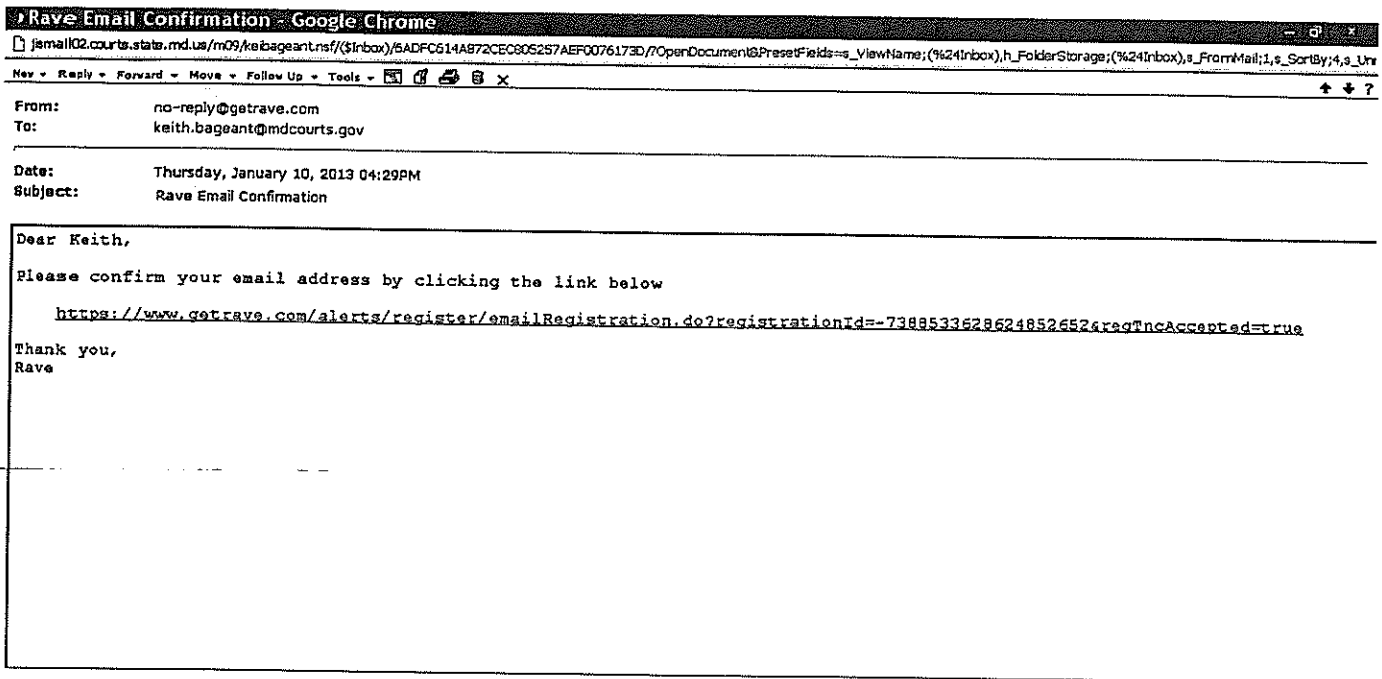 Rave Email Confirmation - Google Chrome
jismail02.courts.state.md.us/m09/keibageant.nsf/($Inbox)/6ADFC614A872CEC805257AEF0076173D/?OpenDocument&PresetFields=s_ViewName;(%24Inbox),h_FolderStorage;(%24Inbox),s_FromMail;1,s_SortBy;4,s_Unr
New Reply Forward Move Follow Up Tools
?
From: no-reply@getrave.com
To: keith.bageant@mdcourts.gov
Date: Thursday, January 10, 2013 04:29PM
Subject: Rave Email Confirmation
Dear Keith,
Please confirm your email address by clicking the link below
https://www.getrave.com/alerts/register/emailRegistration.do?registrationId=-7388533628624852652&regTncAccepted=true
Thank you,
Rave